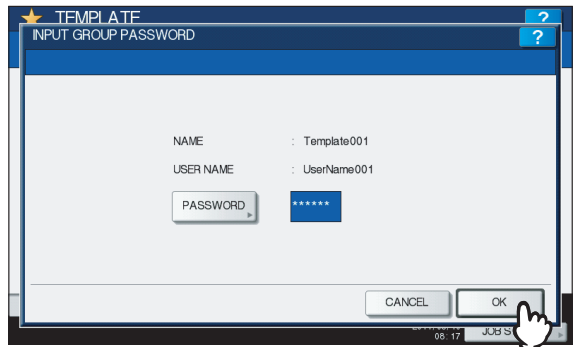 TEMPLATE
?
INPUT GROUP PASSWORD
?
NAME : Template001
USER NAME : UserName001
PASSWORD ******
CANCEL OK
08:17 JOB S